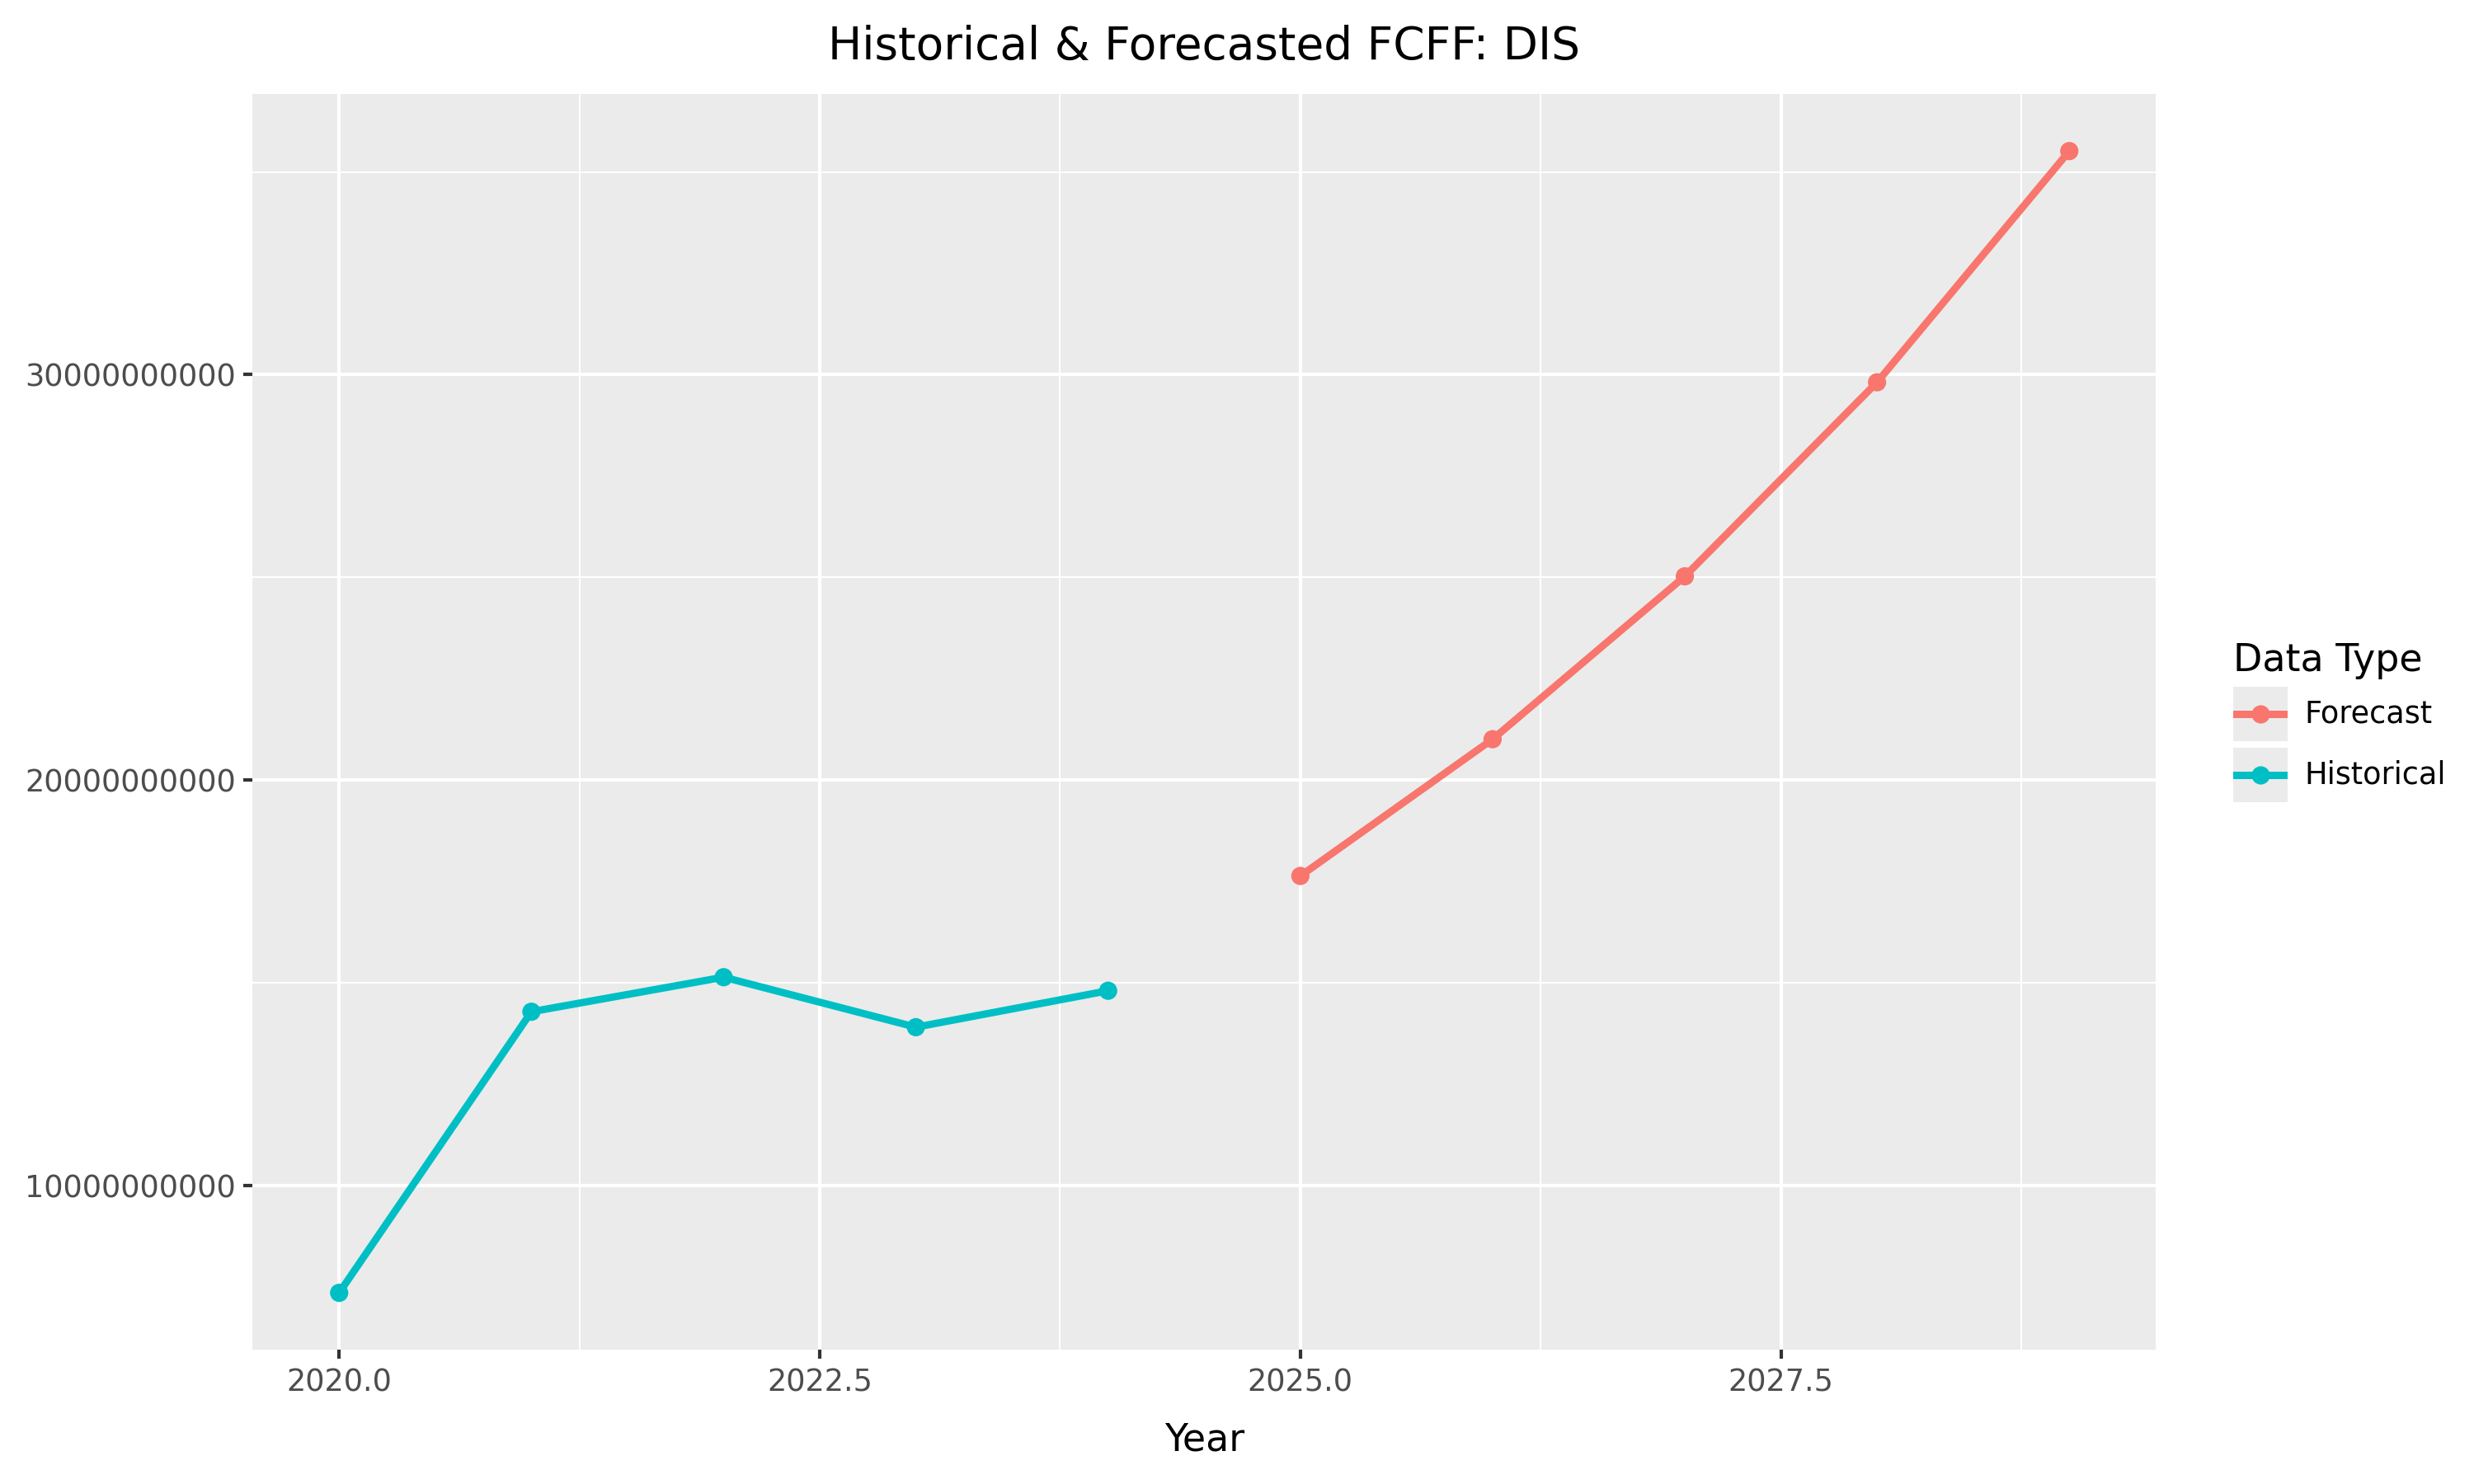 Historical & Forecasted FCFF: DIS
30000000000
20000000000
10000000000
2020.0
2022.5
2025.0
2027.5
Year
Data Type
Forecast
Historical